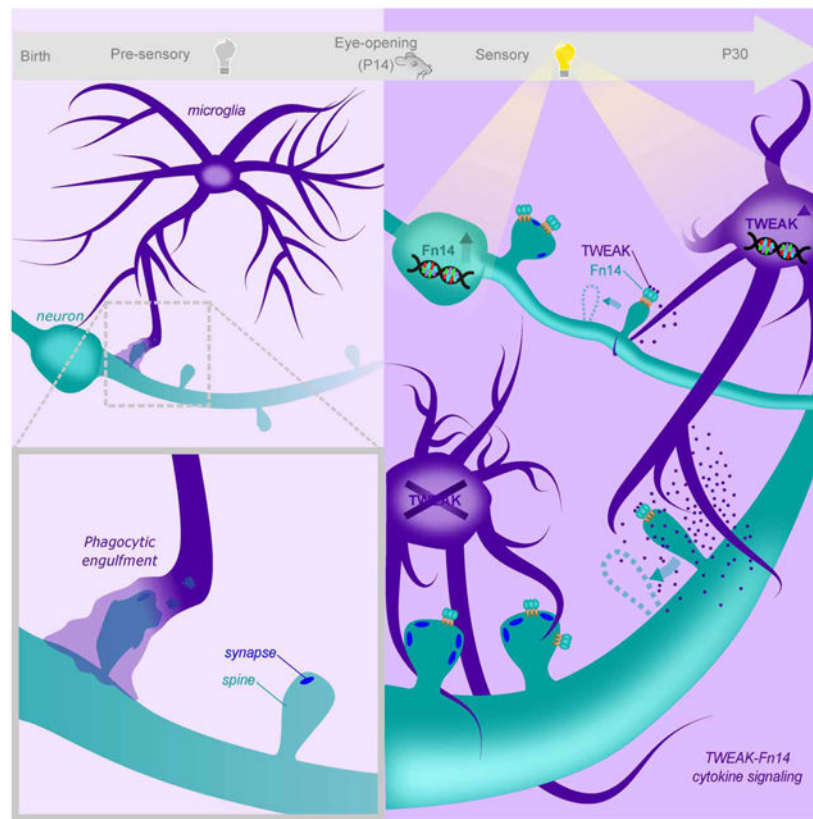 Birth
Pre-sensory
Eye-opening
(P14)
Sensory
P30
microglia
neuron
Phagocytic
engulfment
synapse
spine
Fn14
TWEAK
Fn14
TWEAK
TWEAK
TWEAK-Fn14
cytokine signaling